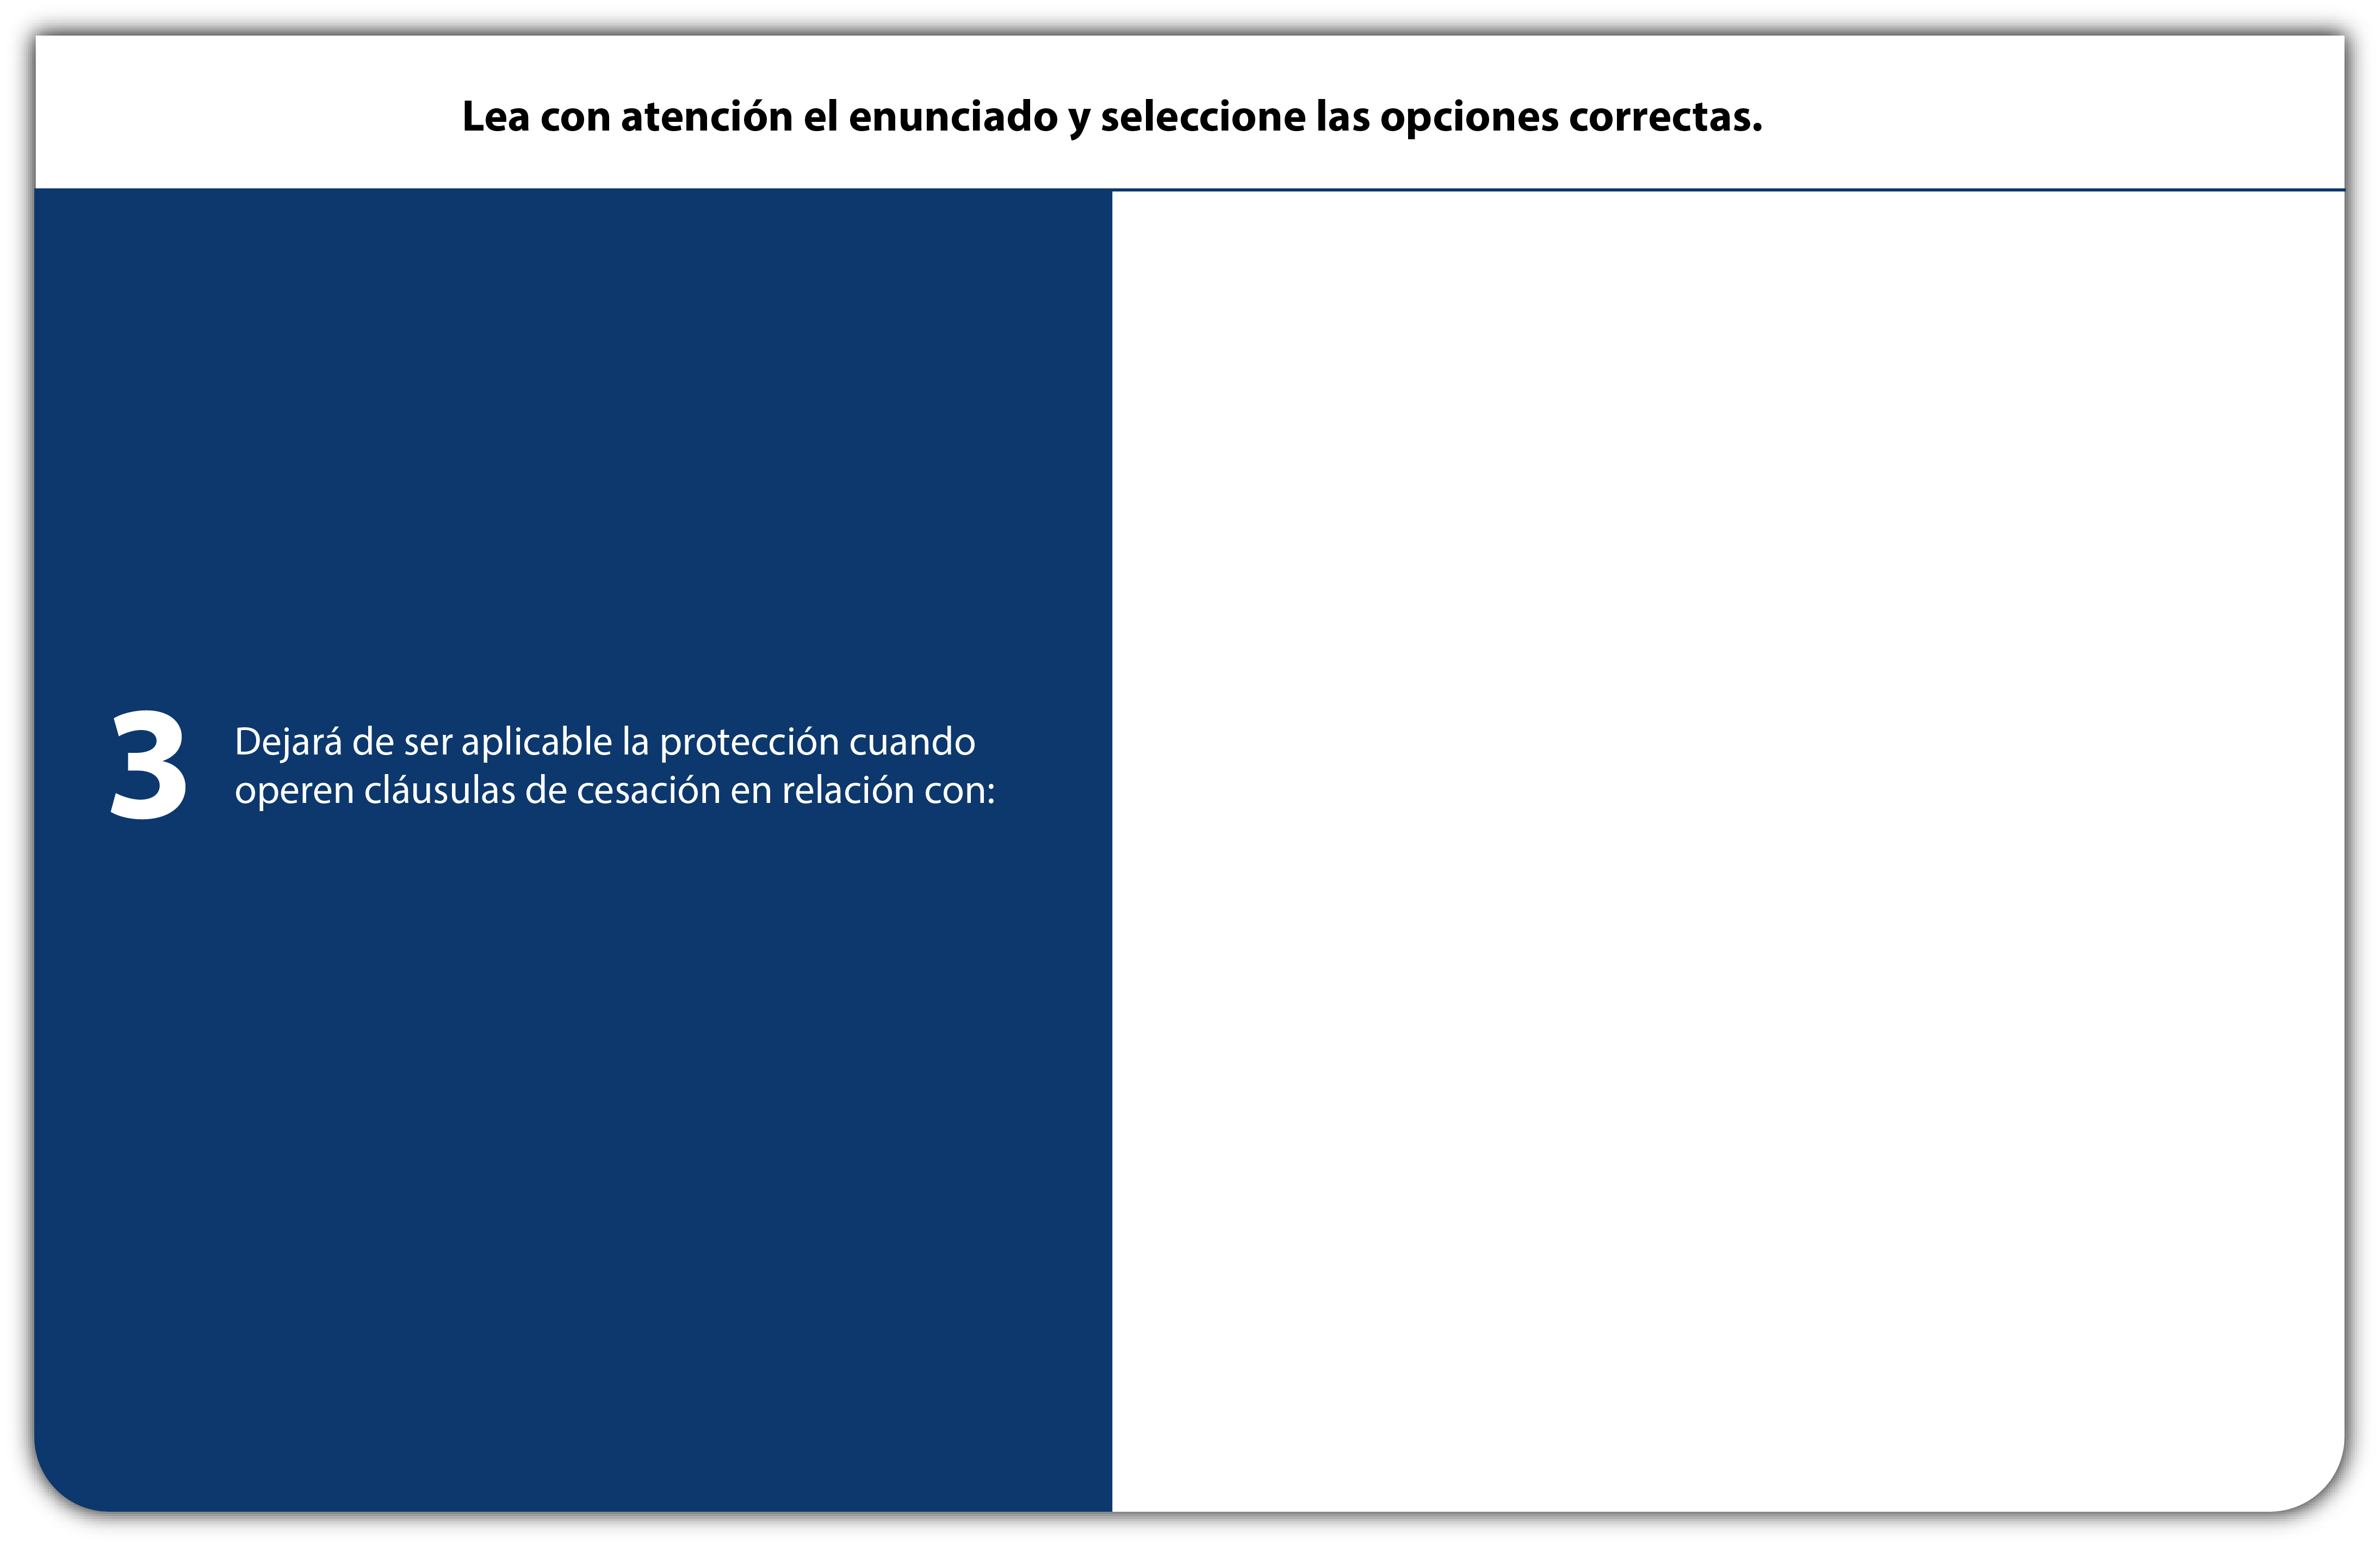 Lea con atención el enunciado y seleccione las opciones correctas.
3
Dejará de ser aplicable la protección cuando
operen cláusulas de cesación en relación con: